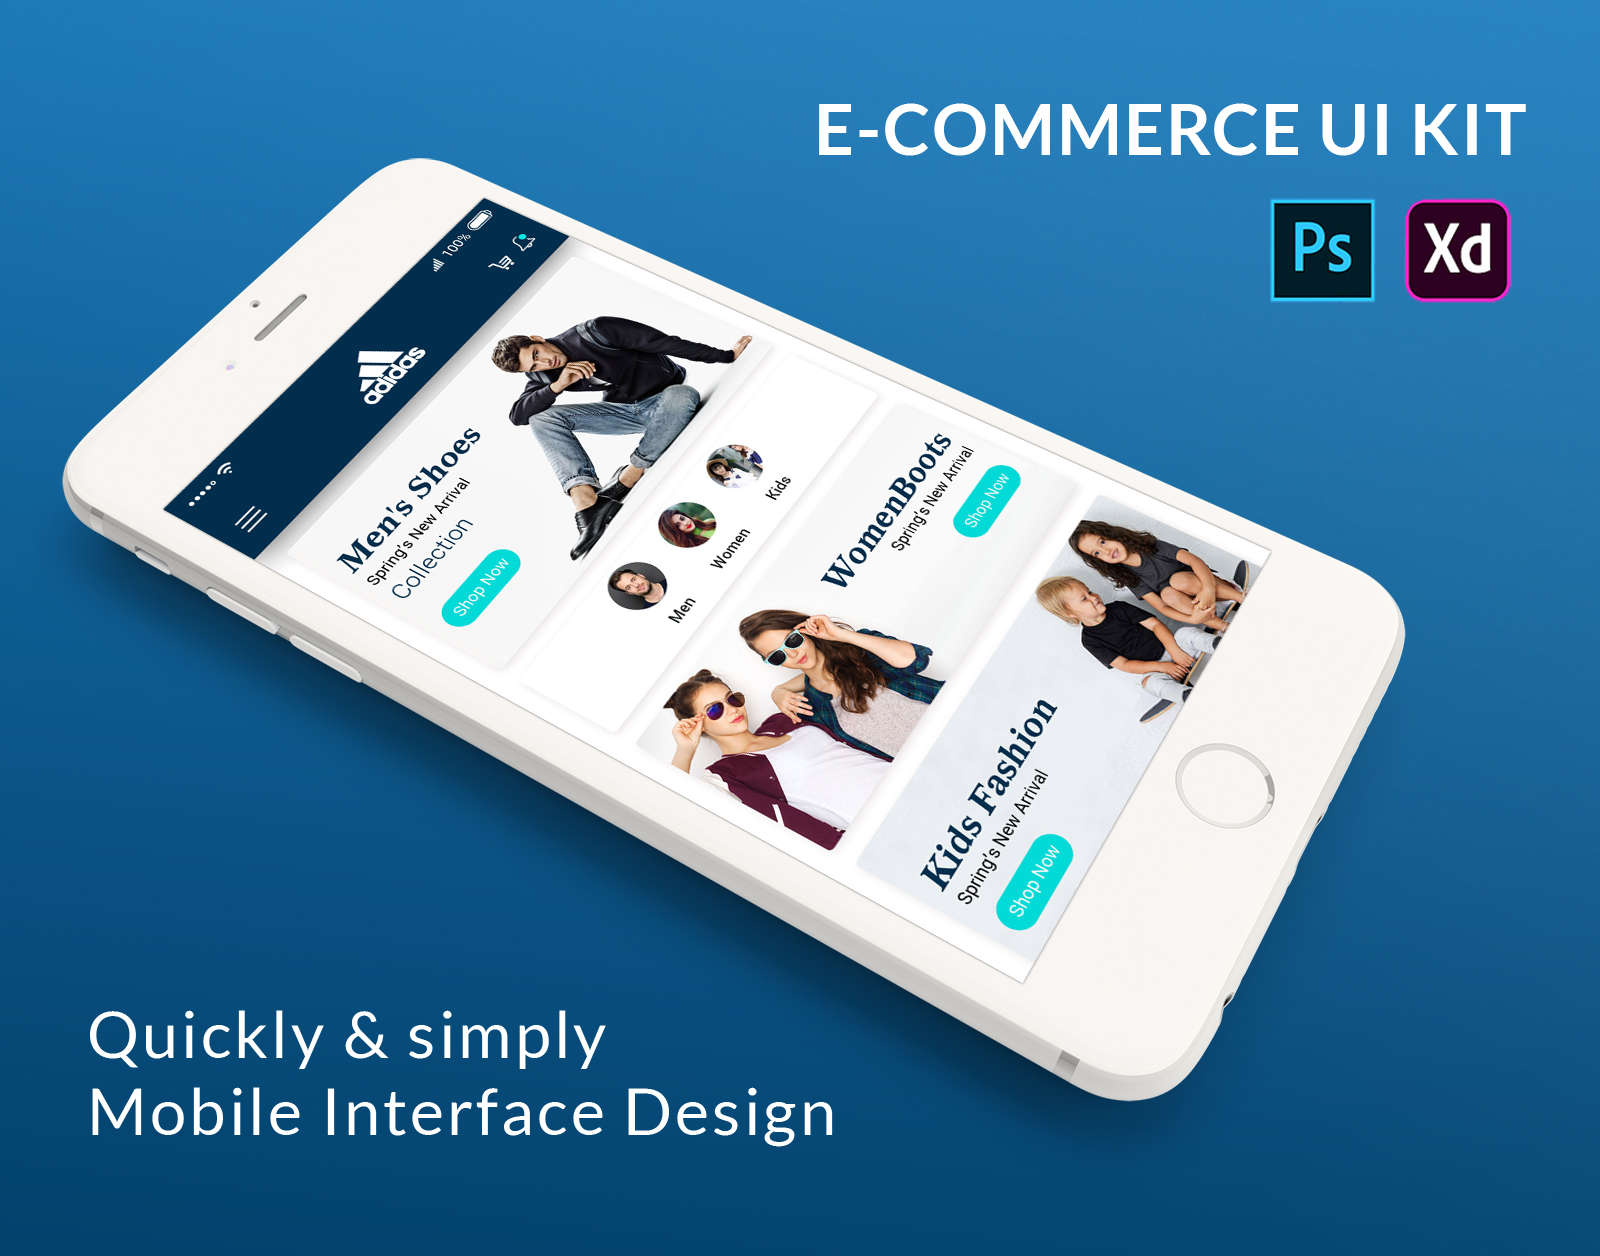 E-COMMERCE UI KIT
Ps Xd
100%
adidas
Men's Shoes
Spring's New Arrival
Collection
Shop Now
Men
Women
Kids
WomenBoots
Spring's New Arrival
Shop Now
Kids Fashion
Spring's New Arrival
Shop Now
Quickly & simply
Mobile Interface Design